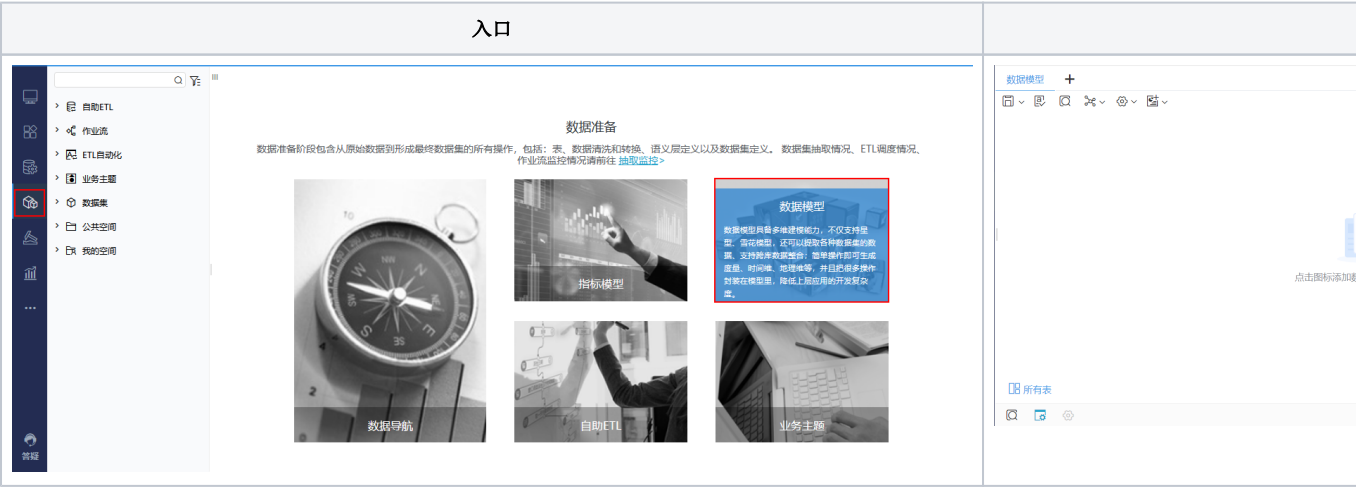 入口
自助ETL
作业流
ETL自动化
业务主题
数据集
公共空间
我的空间
答疑
数据准备
数据准备阶段包含从原始数据到形成最终数据集的所有操作，包括：表、数据清洗和转换、语义层定义以及数据集定义。 数据集抽取情况、ETL调度情况、
作业流监控情况请前往 抽取监控>
数据导航
指标模型
数据模型
数据模型具备多维建模能力，不仅支持星
型、雪花模型，还可以提取各种数据集的数
据、支持跨库数据整合；简单操作即可生成
度量、时间维、地理维等，并且把很多操作
封装在模型里，降低上层应用的开发复杂
度。
自助ETL
业务主题
数据模型
点击图标添加
所有表